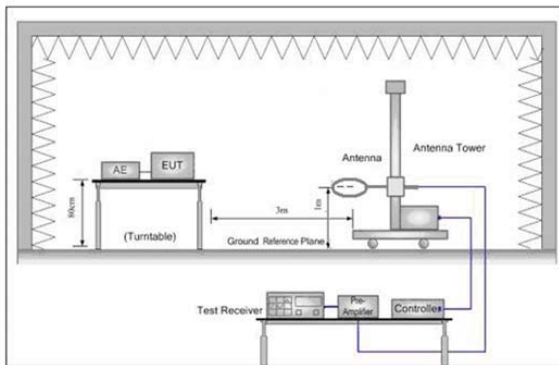 AE
EUT
80cm
(Turntable)
3m
1m
Antenna
Antenna Tower
Ground Reference Plane
Test Receiver
Pre-
Amplifier
Controller